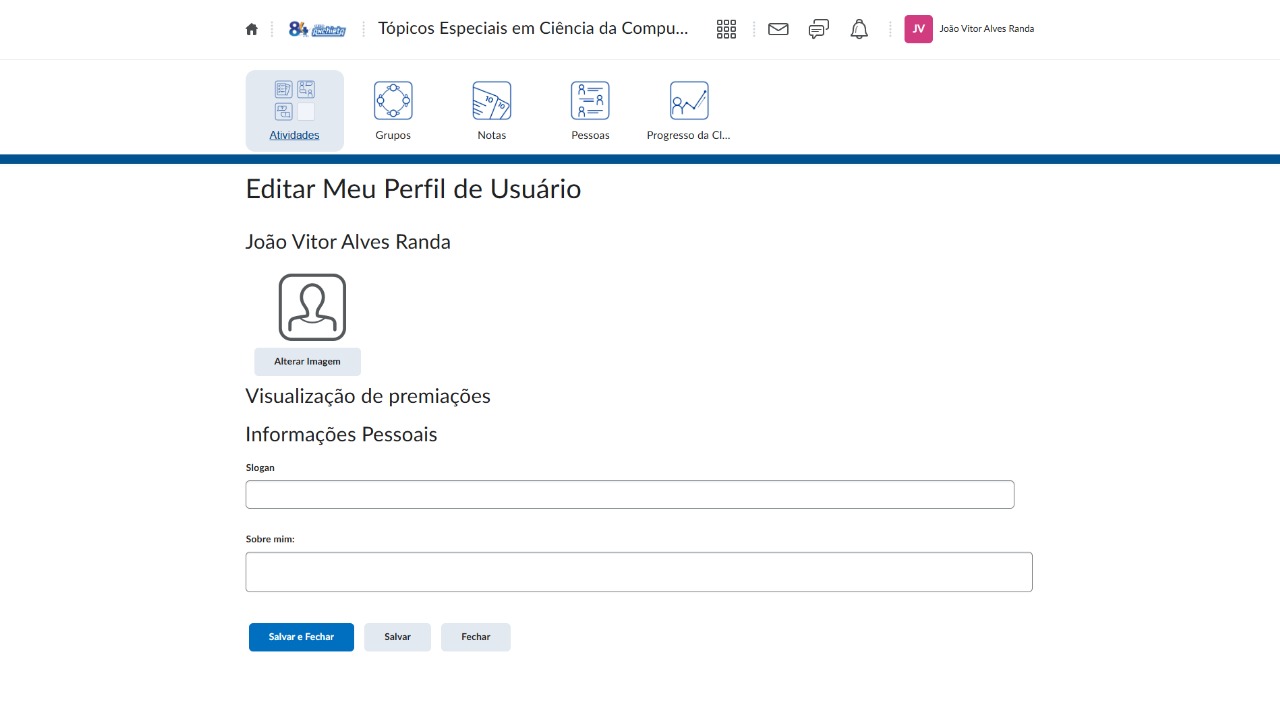 84 Anchieta
Tópicos Especiais em Ciência da Compu...
JV
João Vitor Alves Randa
Atividades
Grupos
Notas
Pessoas
Progresso da Cl...
Editar Meu Perfil de Usuário
João Vitor Alves Randa
Alterar Imagem
Visualização de premiações
Informações Pessoais
Slogan
Sobre mim:
Salvar e Fechar
Salvar
Fechar